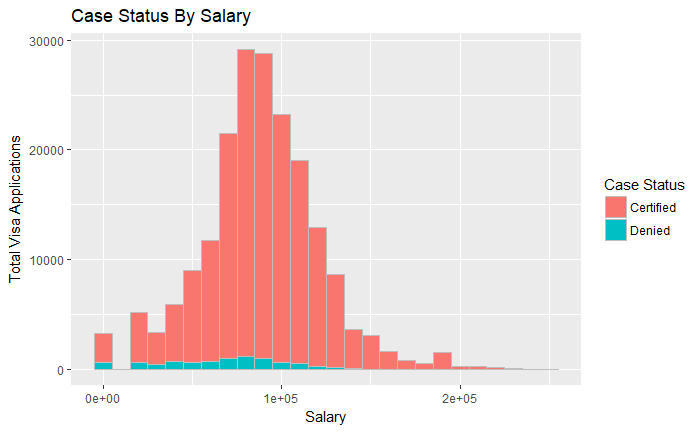 Case Status By Salary
30000
20000
10000
0
Total Visa Applications
0e+00
1e+05
2e+05
Salary
Case Status
Certified
Denied